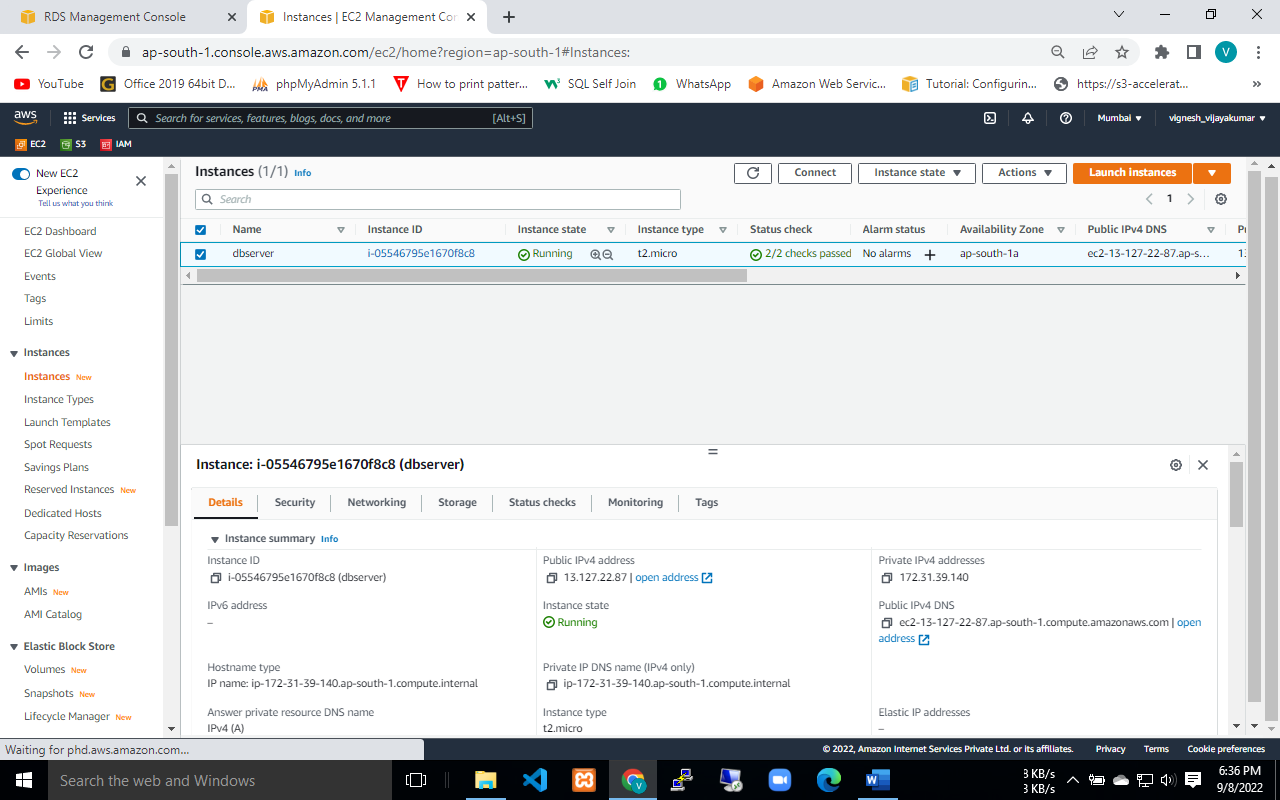 RDS Management Console
Instances | EC2 Management Con
ap-south-1.console.aws.amazon.com/ec2/home?region=ap-south-1#Instances:
V
YouTube
Office 2019 64bit D...
PMA
phpMyAdmin 5.1.1
How to print patter...
SQL Self Join
1
WhatsApp
Amazon Web Servic...
Tutorial: Configurin...
https://s3-accelerat...
»
aws
Services
Search for services, features, blogs, docs, and more
[Alt+S]
Mumbai
vignesh_vijayakumar
EC2
S3
IAM
New EC2
Experience
Tell us what you think
EC2 Dashboard
EC2 Global View
Events
Tags
Limits
Instances
Instances New
Instance Types
Launch Templates
Spot Requests
Savings Plans
Reserved Instances New
Dedicated Hosts
Capacity Reservations
Images
AMIs New
AMI Catalog
Elastic Block Store
Volumes New
Snapshots New
Lifecycle Manager New
Instances (1/1) Info
Connect
Instance state
Actions
Launch instances
Search
1
Name
Instance ID
Instance state
Instance type
Status check
Alarm status
Availability Zone
Public IPv4 DNS
dbserver
i-05546795e1670f8c8
Running
t2.micro
2/2 checks passed
No alarms
ap-south-1a
ec2-13-127-22-87.ap-s...
Instance: i-05546795e1670f8c8 (dbserver)
Details
Security
Networking
Storage
Status checks
Monitoring
Tags
Instance summary Info
Instance ID
i-05546795e1670f8c8 (dbserver)
Public IPv4 address
13.127.22.87 | open address
Private IPv4 addresses
172.31.39.140
IPv6 address
–
Instance state
Running
Public IPv4 DNS
ec2-13-127-22-87.ap-south-1.compute.amazonaws.com | open
address
Hostname type
IP name: ip-172-31-39-140.ap-south-1.compute.internal
Private IP DNS name (IPv4 only)
ip-172-31-39-140.ap-south-1.compute.internal
Answer private resource DNS name
IPv4 (A)
Instance type
t2.micro
Elastic IP addresses
–
Waiting for phd.aws.amazon.com...
© 2022, Amazon Internet Services Private Ltd. or its affiliates.
Privacy
Terms
Cookie preferences
Search the web and Windows
V
W
3 KB/s
3 KB/s
6:36 PM
9/8/2022